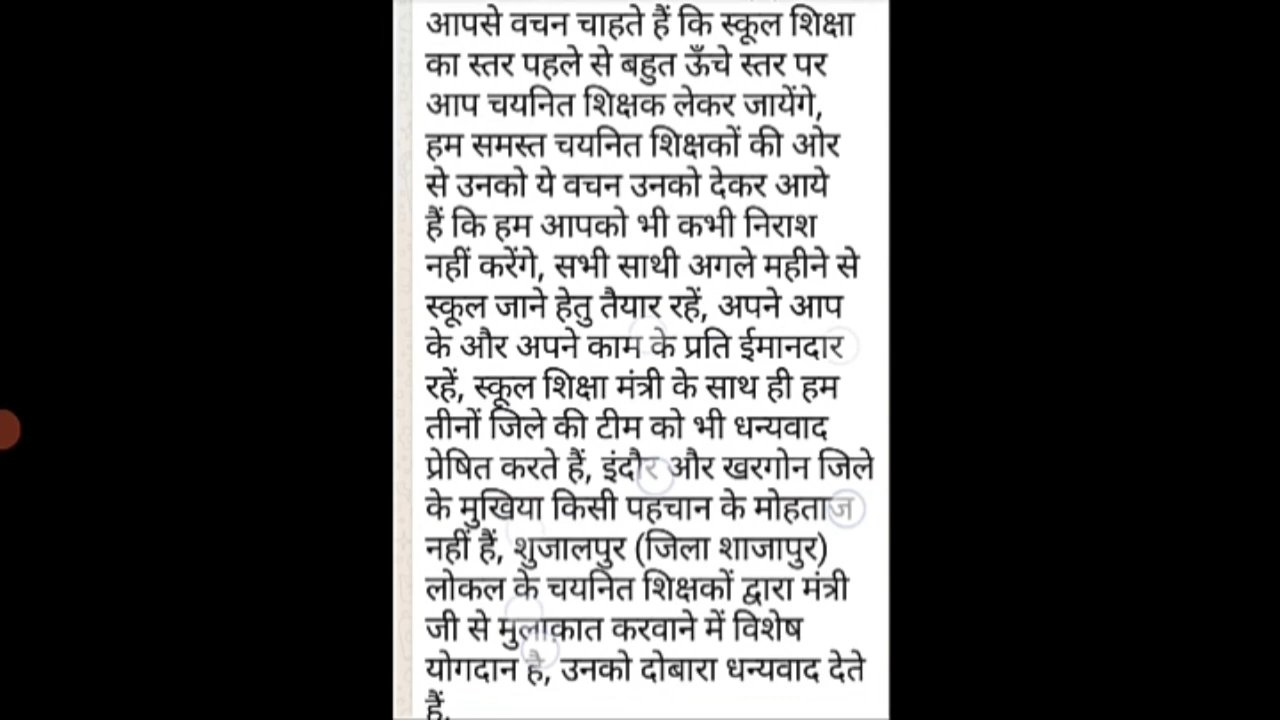 आपसे वचन चाहते हैं कि स्कूल शिक्षा
का स्तर पहले से बहुत ऊँचे स्तर पर
आप चयनित शिक्षक लेकर जायेंगे,
हम समस्त चयनित शिक्षकों की ओर
से उनको ये वचन उनको देकर आये
हैं कि हम आपको भी कभी निराश
नहीं करेंगे, सभी साथी अगले महीने से
स्कूल जाने हेतु तैयार रहें, अपने आप
के और अपने काम के प्रति ईमानदार
रहें, स्कूल शिक्षा मंत्री के साथ ही हम
तीनों जिले की टीम को भी धन्यवाद
प्रेषित करते हैं, इंदौर और खरगोन जिले
के मुखिया किसी पहचान के मोहताज
नहीं हैं, शुजालपुर (जिला शाजापुर)
लोकल के चयनित शिक्षकों द्वारा मंत्री
जी से मुलाक़ात करवाने में विशेष
योगदान है, उनको दोबारा धन्यवाद देते
हैं.